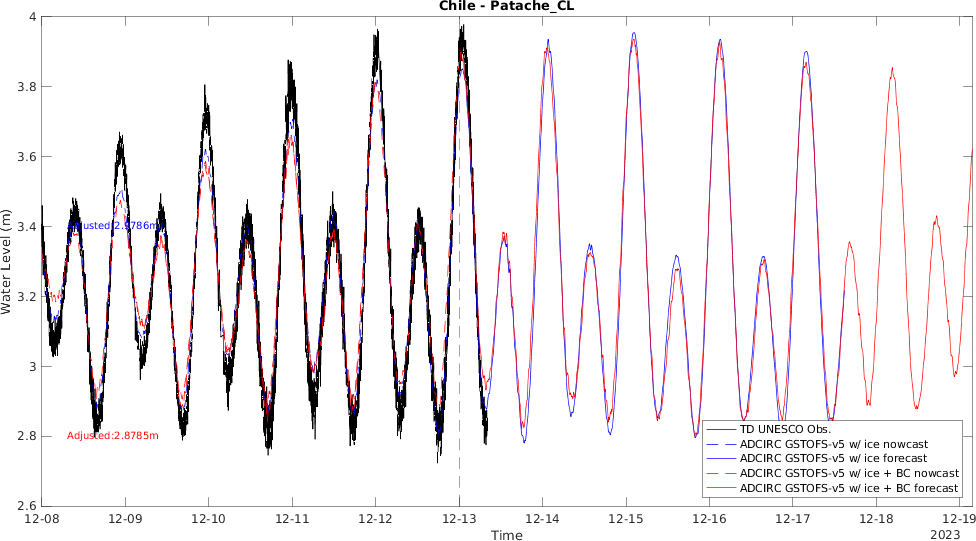 Chile - Patache_CL
4
3.8
3.6
3.4
3.2
3
2.8
2.6
Water Level (m)
Adjusted:2.8785m
12-08
12-09
12-10
12-11
12-12
12-13
12-14
12-15
12-16
12-17
12-18
12-19
2023
Time
TD UNESCO Obs.
ADCIRC GSTOFS-v5 w/ ice nowcast
ADCIRC GSTOFS-v5 w/ ice forecast
ADCIRC GSTOFS-v5 w/ ice + BC nowcast
ADCIRC GSTOFS-v5 w/ ice + BC forecast